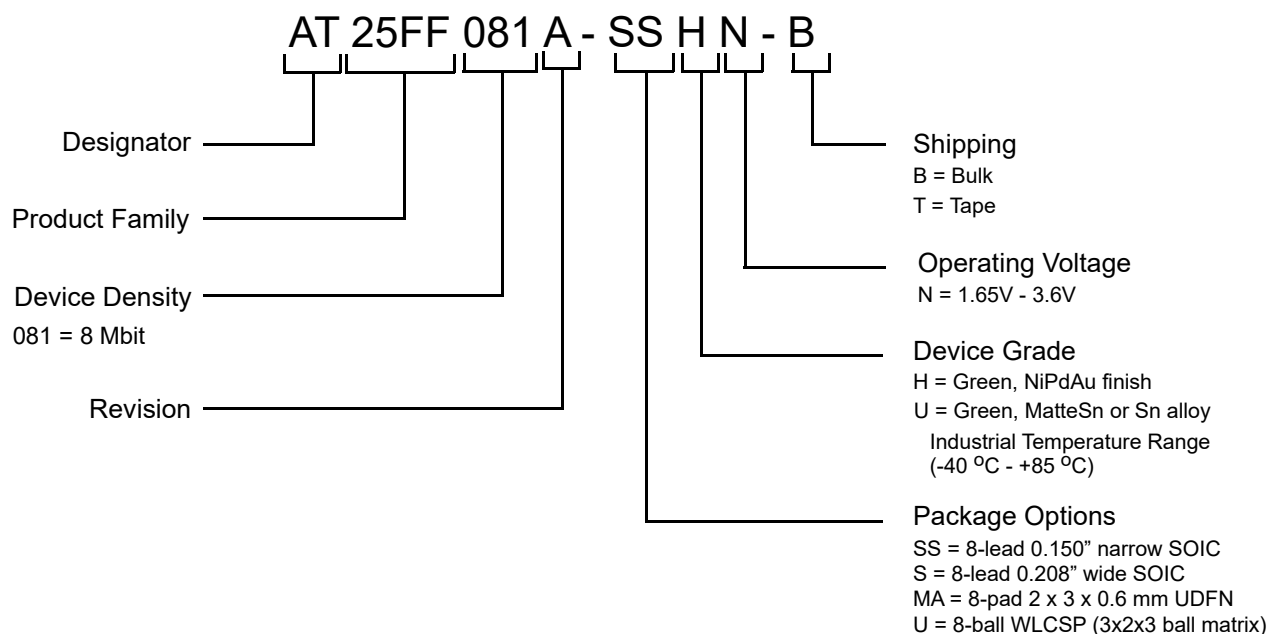 AT 25FF 081 A - SS H N - B
Designator
Product Family
Device Density
081 = 8 Mbit
Revision
Shipping
B = Bulk
T = Tape
Operating Voltage
N = 1.65V - 3.6V
Device Grade
H = Green, NiPdAu finish
U = Green, MatteSn or Sn alloy
Industrial Temperature Range
(-40 ºC - +85 ºC)
Package Options
SS = 8-lead 0.150” narrow SOIC
S = 8-lead 0.208” wide SOIC
MA = 8-pad 2 x 3 x 0.6 mm UDFN
U = 8-ball WLCSP (3x2x3 ball matrix)